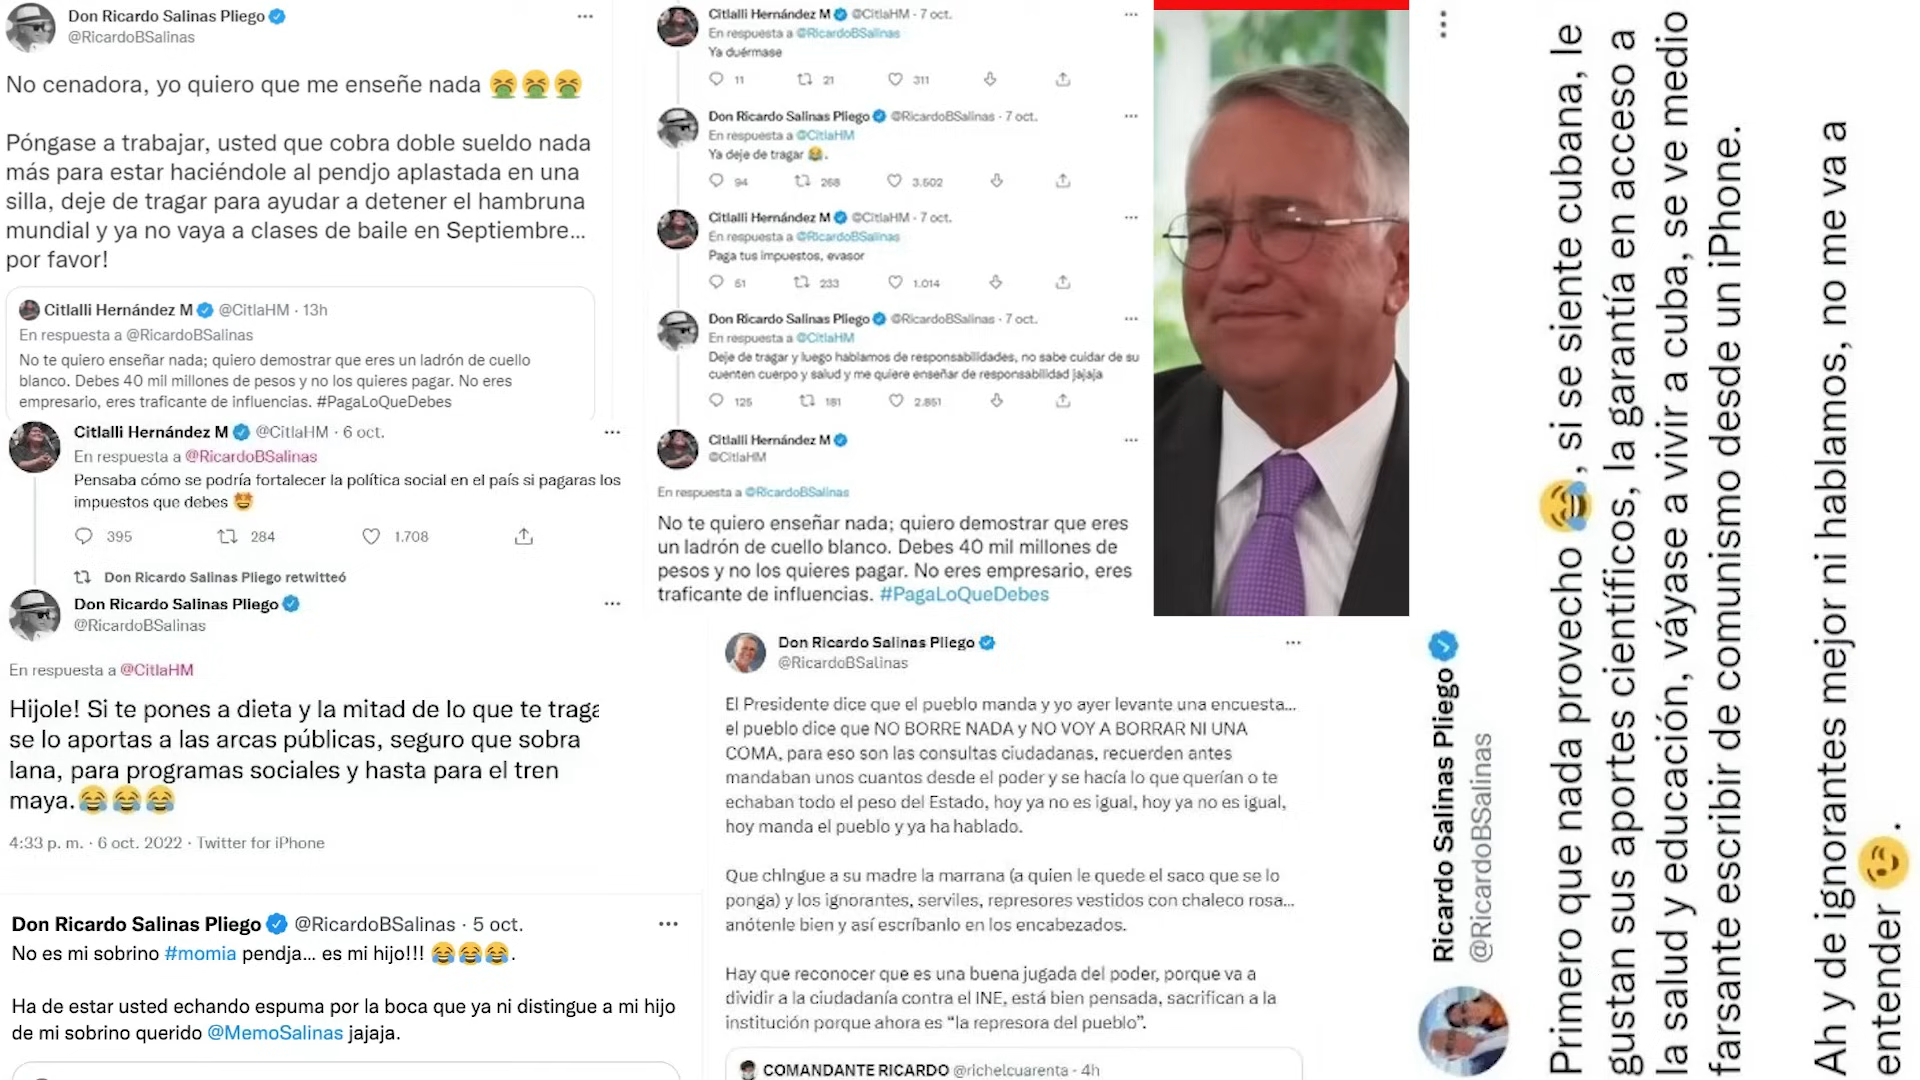 Don Ricardo Salinas Pliego
@RicardoBSalinas
No cenadora, yo quiero que me enseñe nada 🤮🤮🤮
Póngase a trabajar, usted que cobra doble sueldo nada
más para estar haciéndole al pendjo aplastada en una
silla, deje de tragar para ayudar a detener el hambruna
mundial y ya no vaya a clases de baile en Septiembre...
por favor!
Citlalli Hernández M @CitlaHM · 13h
En respuesta a @RicardoBSalinas
No te quiero enseñar nada; quiero demostrar que eres un ladrón de cuello
blanco. Debes 40 mil millones de pesos y no los quieres pagar. No eres
empresario, eres traficante de influencias. #PagaLoQueDebes
Citlalli Hernández M @CitlaHM · 6 oct.
En respuesta a @RicardoBSalinas
Pensaba cómo se podría fortalecer la política social en el país si pagaras los
impuestos que debes 🤩
395 284 1.708
Don Ricardo Salinas Pliego retwitteó
Don Ricardo Salinas Pliego
@RicardoBSalinas
En respuesta a @CitlaHM
Hijole! Si te pones a dieta y la mitad de lo que te traga
se lo aportas a las arcas públicas, seguro que sobra
lana, para programas sociales y hasta para el tren
maya.😂😂😂
4:33 p. m. · 6 oct. 2022 · Twitter for iPhone
Don Ricardo Salinas Pliego @RicardoBSalinas · 5 oct.
No es mi sobrino #momia pendja... es mi hijo!!! 😂😂😂.
Ha de estar usted echando espuma por la boca que ya ni distingue a mi hijo
de mi sobrino querido @MemoSalinas jajaja.
Citlalli Hernández M @CitlaHM · 7 oct.
En respuesta a @RicardoBSalinas
Ya duérmase
11 21 311
Don Ricardo Salinas Pliego @RicardoBSalinas · 7 oct.
En respuesta a @CitlaHM
Ya deje de tragar 😂.
94 268 3.502
Citlalli Hernández M @CitlaHM · 7 oct.
En respuesta a @RicardoBSalinas
Paga tus impuestos, evasor
51 233 1.014
Don Ricardo Salinas Pliego @RicardoBSalinas · 7 oct.
En respuesta a @CitlaHM
Deje de tragar y luego hablamos de responsabilidades, no sabe cuidar de su
cuenten cuerpo y salud y me quiere enseñar de responsabilidad jajaja
125 181 2.851
Citlalli Hernández M
@CitlaHM
En respuesta a @RicardoBSalinas
No te quiero enseñar nada; quiero demostrar que eres
un ladrón de cuello blanco. Debes 40 mil millones de
pesos y no los quieres pagar. No eres empresario, eres
traficante de influencias. #PagaLoQueDebes
Don Ricardo Salinas Pliego
@RicardoBSalinas
El Presidente dice que el pueblo manda y yo ayer levante una encuesta...
el pueblo dice que NO BORRE NADA y NO VOY A BORRAR NI UNA
COMA, para eso son las consultas ciudadanas, recuerden antes
mandaban unos cuantos desde el poder y se hacía lo que querían o te
echaban todo el peso del Estado, hoy ya no es igual, hoy ya no es igual,
hoy manda el pueblo y ya ha hablado.
Que chIngue a su madre la marrana (a quien le quede el saco que se lo
ponga) y los ignorantes, serviles, represores vestidos con chaleco rosa...
anótenle bien y así escríbanlo en los encabezados.
Hay que reconocer que es una buena jugada del poder, porque va a
dividir a la ciudadanía contra el INE, está bien pensada, sacrifican a la
institución porque ahora es “la represora del pueblo”.
COMANDANTE RICARDO @richelcuarenta · 4h
Ricardo Salinas Pliego
@RicardoBSalinas
Primero que nada provecho 😂, si se siente cubana, le
gustan sus aportes científicos, la garantía en acceso a
la salud y educación, váyase a vivir a cuba, se ve medio
farsante escribir de comunismo desde un iPhone.
Ah y de ignorantes mejor ni hablamos, no me va a
entender 😉.